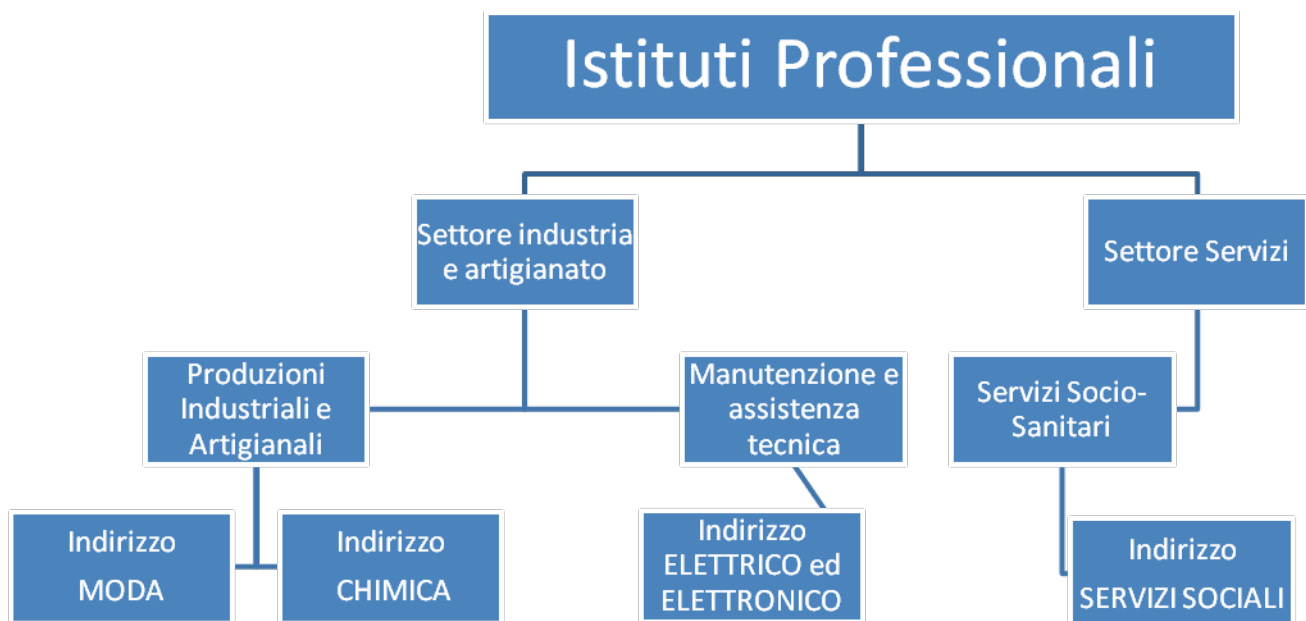 Istituti Professionali
Settore industria
e artigianato
Settore Servizi
Produzioni
Industriali e
Artigianali
Manutenzione e
assistenza
tecnica
Servizi Socio-
Sanitari
Indirizzo
MODA
Indirizzo
CHIMICA
Indirizzo
ELETTRICO ed
ELETTRONICO
Indirizzo
SERVIZI SOCIALI